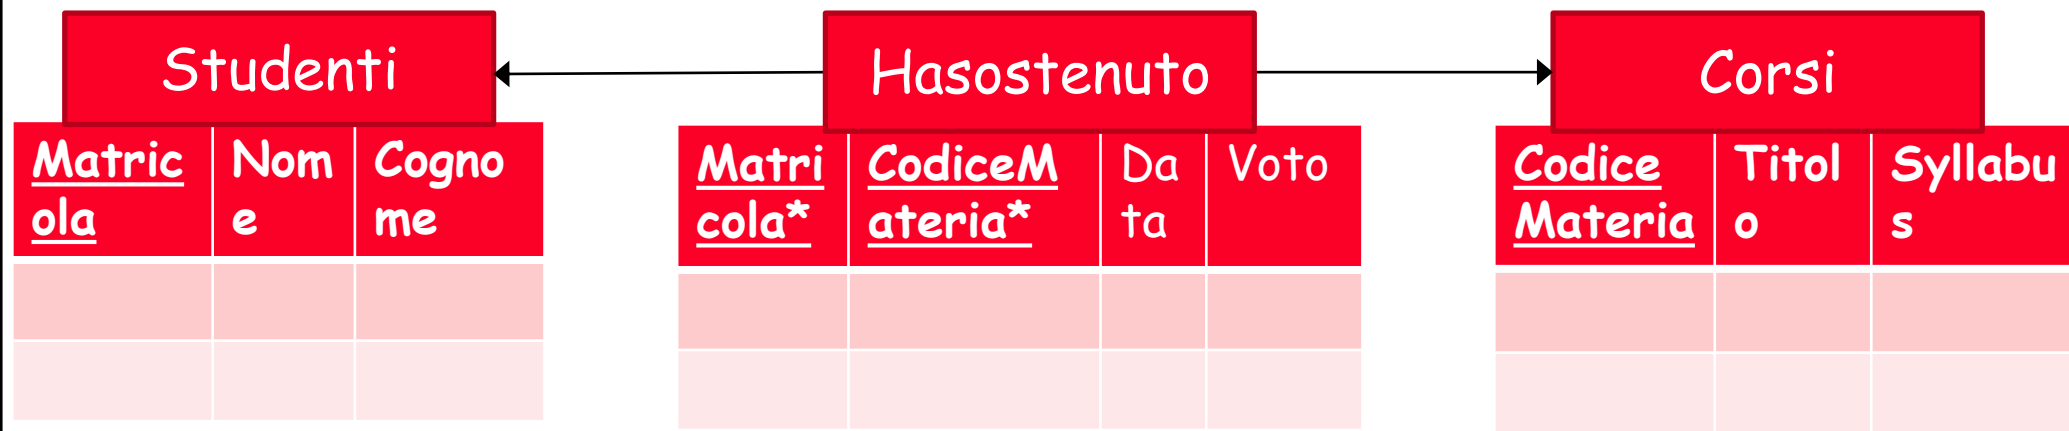 Studenti
Hasostenuto
Corsi
Matric
ola
Nom
e
Cogno
me
Matri
cola*
CodiceM
ateria*
Da
ta
Voto
Codice
Materia
Titol
o
Syllabu
s